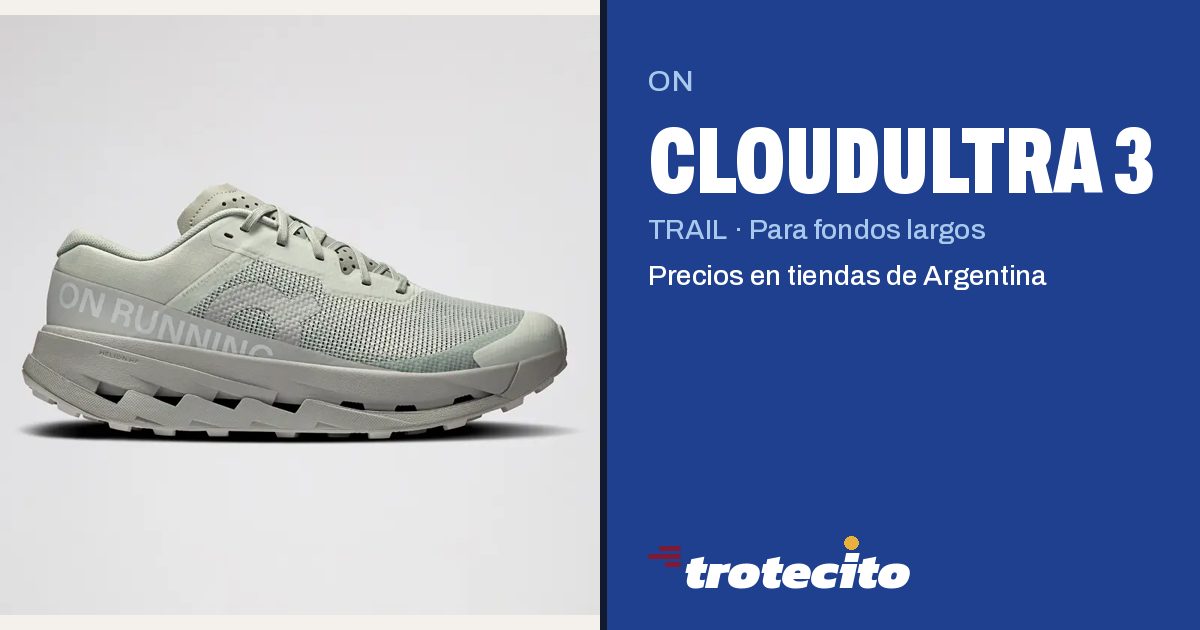 ON
CLOUDULTRA 3
TRAIL · Para fondos largos
Precios en tiendas de Argentina
trotecito
ON RUNNING